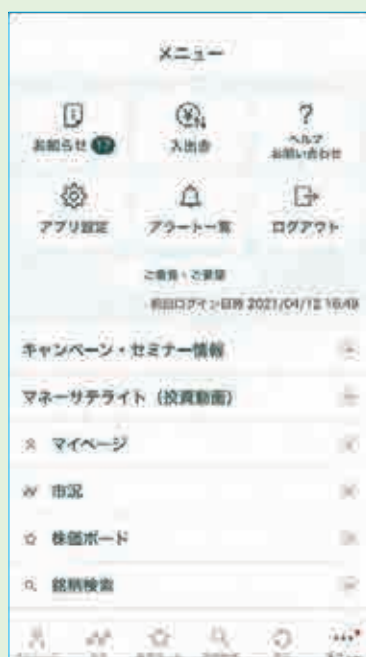 メニュー
お知らせ 12
入出金
ヘルプ
お問い合わせ
アプリ設定
アラート一覧
ログアウト
ご意見・ご要望
前回ログイン日時 2021/04/12 16:49
キャンペーン・セミナー情報
マネーサテライト（投資動画）
マイページ
市況
株価ボード
銘柄検索